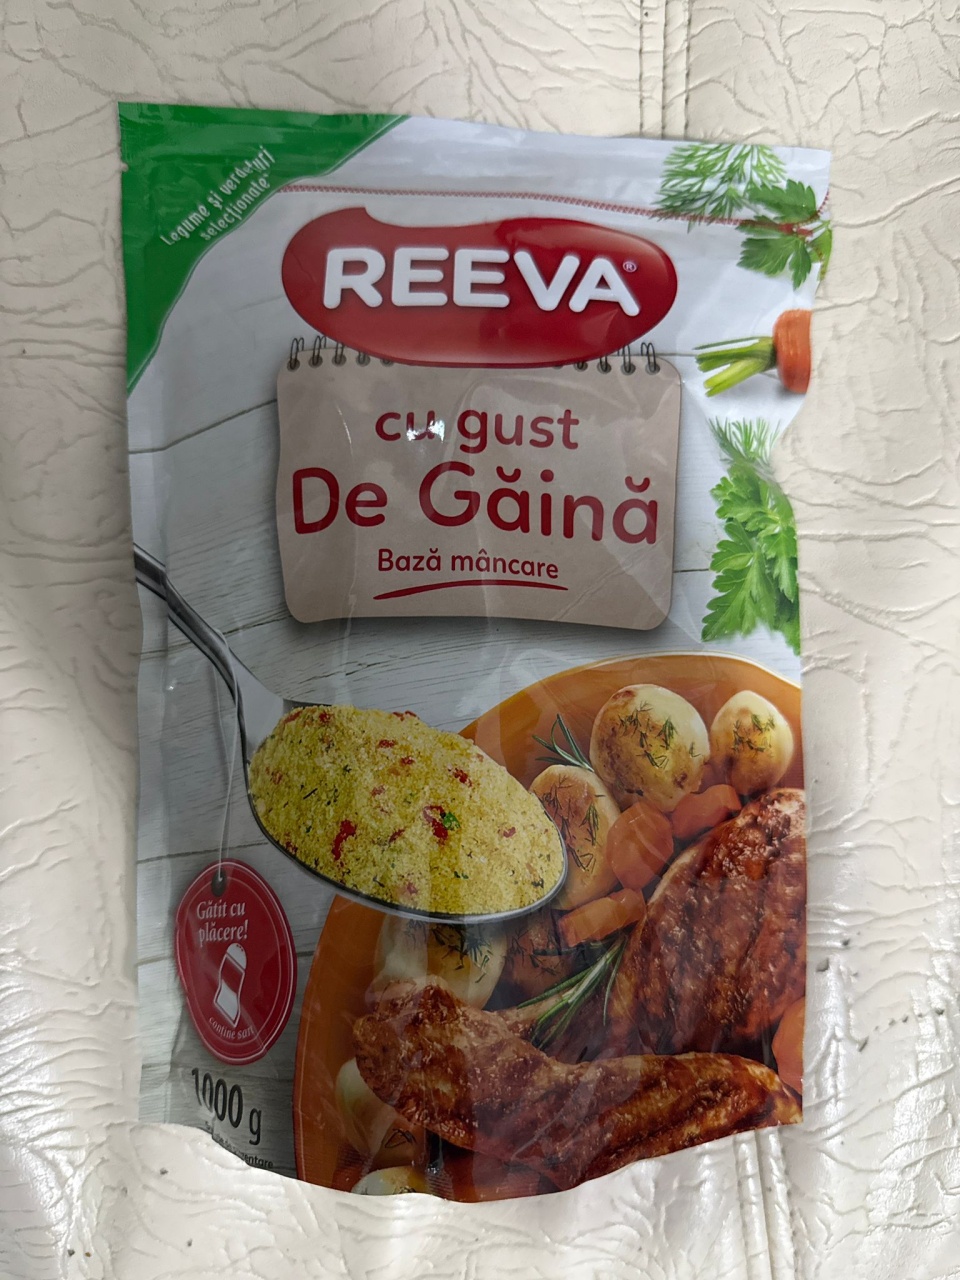 Legume și verdețuri
selecționate*
REEVA®
cu gust
De Găină
Bază mâncare
Gătit cu
plăcere!
conține sare
1000 g